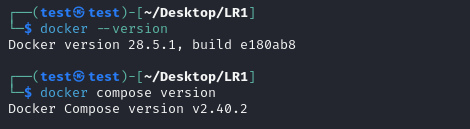 ┌──(test㉿test)-[~/Desktop/LR1]
└─$ docker --version
Docker version 28.5.1, build e180ab8
┌──(test㉿test)-[~/Desktop/LR1]
└─$ docker compose version
Docker Compose version v2.40.2